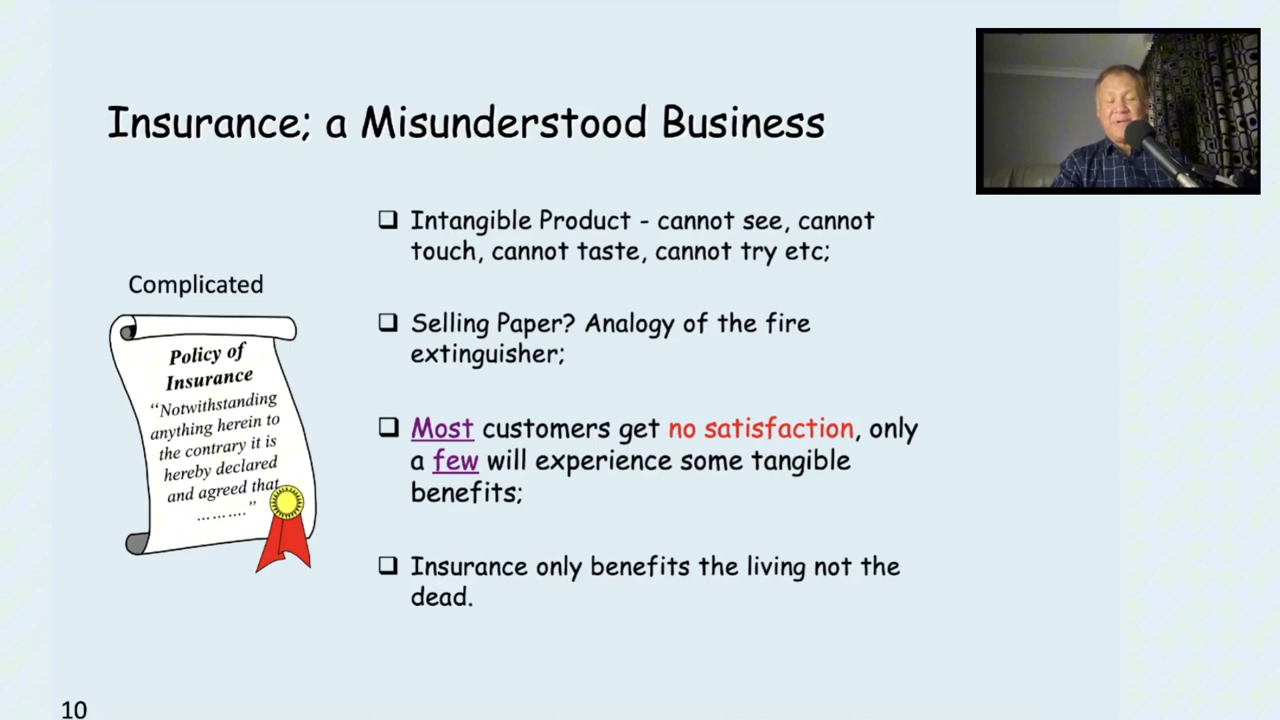 Insurance; a Misunderstood Business
Complicated
Policy of
Insurance
“Notwithstanding
anything herein to
the contrary it is
hereby declared
and agreed that
..........”
Intangible Product - cannot see, cannot
touch, cannot taste, cannot try etc;
Selling Paper? Analogy of the fire
extinguisher;
Most customers get no satisfaction, only
a few will experience some tangible
benefits;
Insurance only benefits the living not the
dead.
10